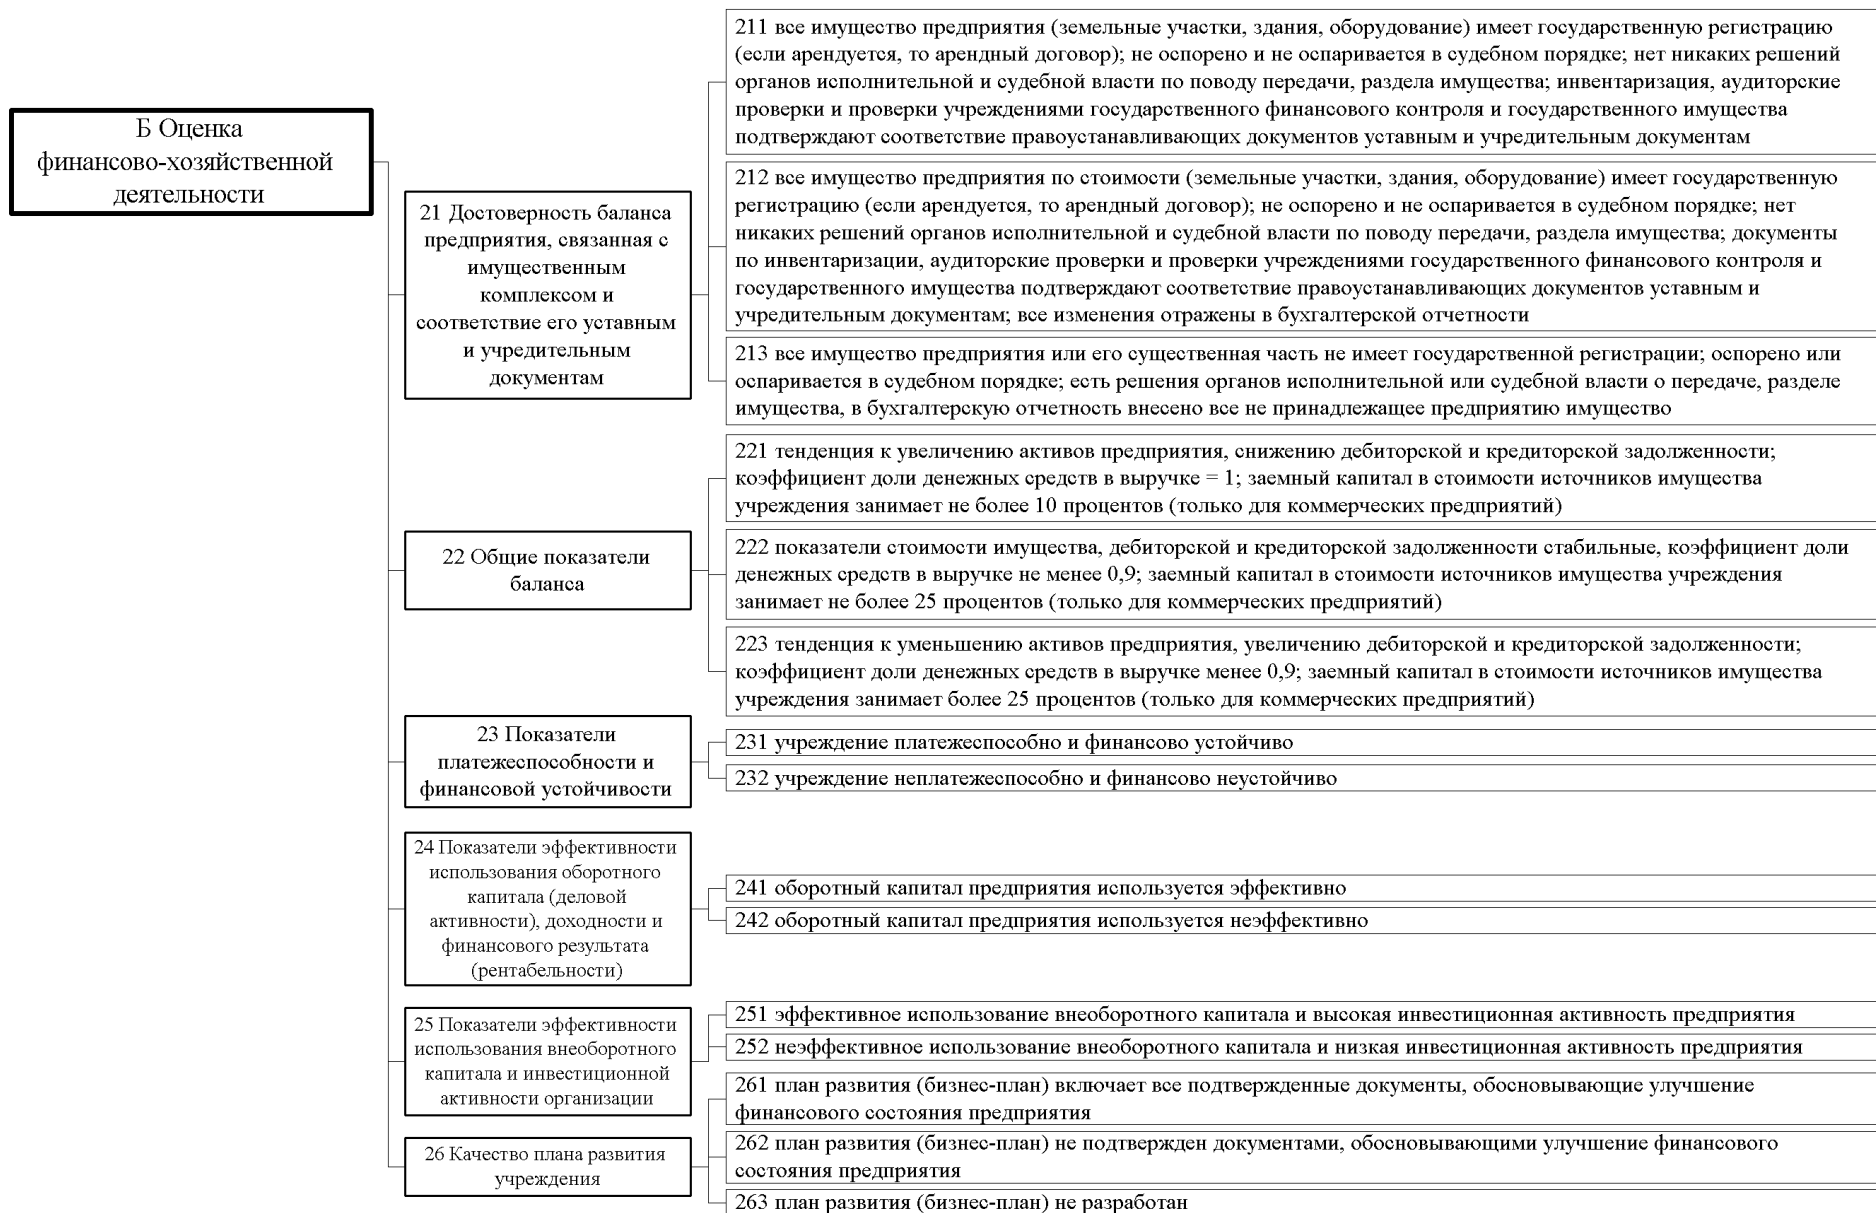 Б Оценка
финансово-хозяйственной
деятельности
21 Достоверность баланса
предприятия, связанная с
имущественным
комплексом и
соответствие его уставным
и учредительным
документам
211 все имущество предприятия (земельные участки, здания, оборудование) имеет государственную регистрацию
(если арендуется, то арендный договор); не оспорено и не оспаривается в судебном порядке; нет никаких решений
органов исполнительной и судебной власти по поводу передачи, раздела имущества; инвентаризация, аудиторские
проверки и проверки учреждениями государственного финансового контроля и государственного имущества
подтверждают соответствие правоустанавливающих документов уставным и учредительным документам
212 все имущество предприятия по стоимости (земельные участки, здания, оборудование) имеет государственную
регистрацию (если арендуется, то арендный договор); не оспорено и не оспаривается в судебном порядке; нет
никаких решений органов исполнительной и судебной власти по поводу передачи, раздела имущества; документы
по инвентаризации, аудиторские проверки и проверки учреждениями государственного финансового контроля и
государственного имущества подтверждают соответствие правоустанавливающих документов уставным и
учредительным документам; все изменения отражены в бухгалтерской отчетности
213 все имущество предприятия или его существенная часть не имеет государственной регистрации; оспорено или
оспаривается в судебном порядке; есть решения органов исполнительной или судебной власти о передаче, разделе
имущества, в бухгалтерскую отчетность внесено все не принадлежащее предприятию имущество
22 Общие показатели
баланса
221 тенденция к увеличению активов предприятия, снижению дебиторской и кредиторской задолженности;
коэффициент доли денежных средств в выручке = 1; заемный капитал в стоимости источников имущества
учреждения занимает не более 10 процентов (только для коммерческих предприятий)
222 показатели стоимости имущества, дебиторской и кредиторской задолженности стабильные, коэффициент доли
денежных средств в выручке не менее 0,9; заемный капитал в стоимости источников имущества учреждения
занимает не более 25 процентов (только для коммерческих предприятий)
223 тенденция к уменьшению активов предприятия, увеличению дебиторской и кредиторской задолженности;
коэффициент доли денежных средств в выручке менее 0,9; заемный капитал в стоимости источников имущества
учреждения занимает более 25 процентов (только для коммерческих предприятий)
23 Показатели
платежеспособности и
финансовой устойчивости
231 учреждение платежеспособно и финансово устойчиво
232 учреждение неплатежеспособно и финансово неустойчиво
24 Показатели эффективности
использования оборотного
капитала (деловой
активности), доходности и
финансового результата
(рентабельности)
241 оборотный капитал предприятия используется эффективно
242 оборотный капитал предприятия используется неэффективно
25 Показатели эффективности
использования внеоборотного
капитала и инвестиционной
активности организации
251 эффективное использование внеоборотного капитала и высокая инвестиционная активность предприятия
252 неэффективное использование внеоборотного капитала и низкая инвестиционная активность предприятия
26 Качество плана развития
учреждения
261 план развития (бизнес-план) включает все подтвержденные документы, обосновывающие улучшение
финансового состояния предприятия
262 план развития (бизнес-план) не подтвержден документами, обосновывающими улучшение финансового
состояния предприятия
263 план развития (бизнес-план) не разработан